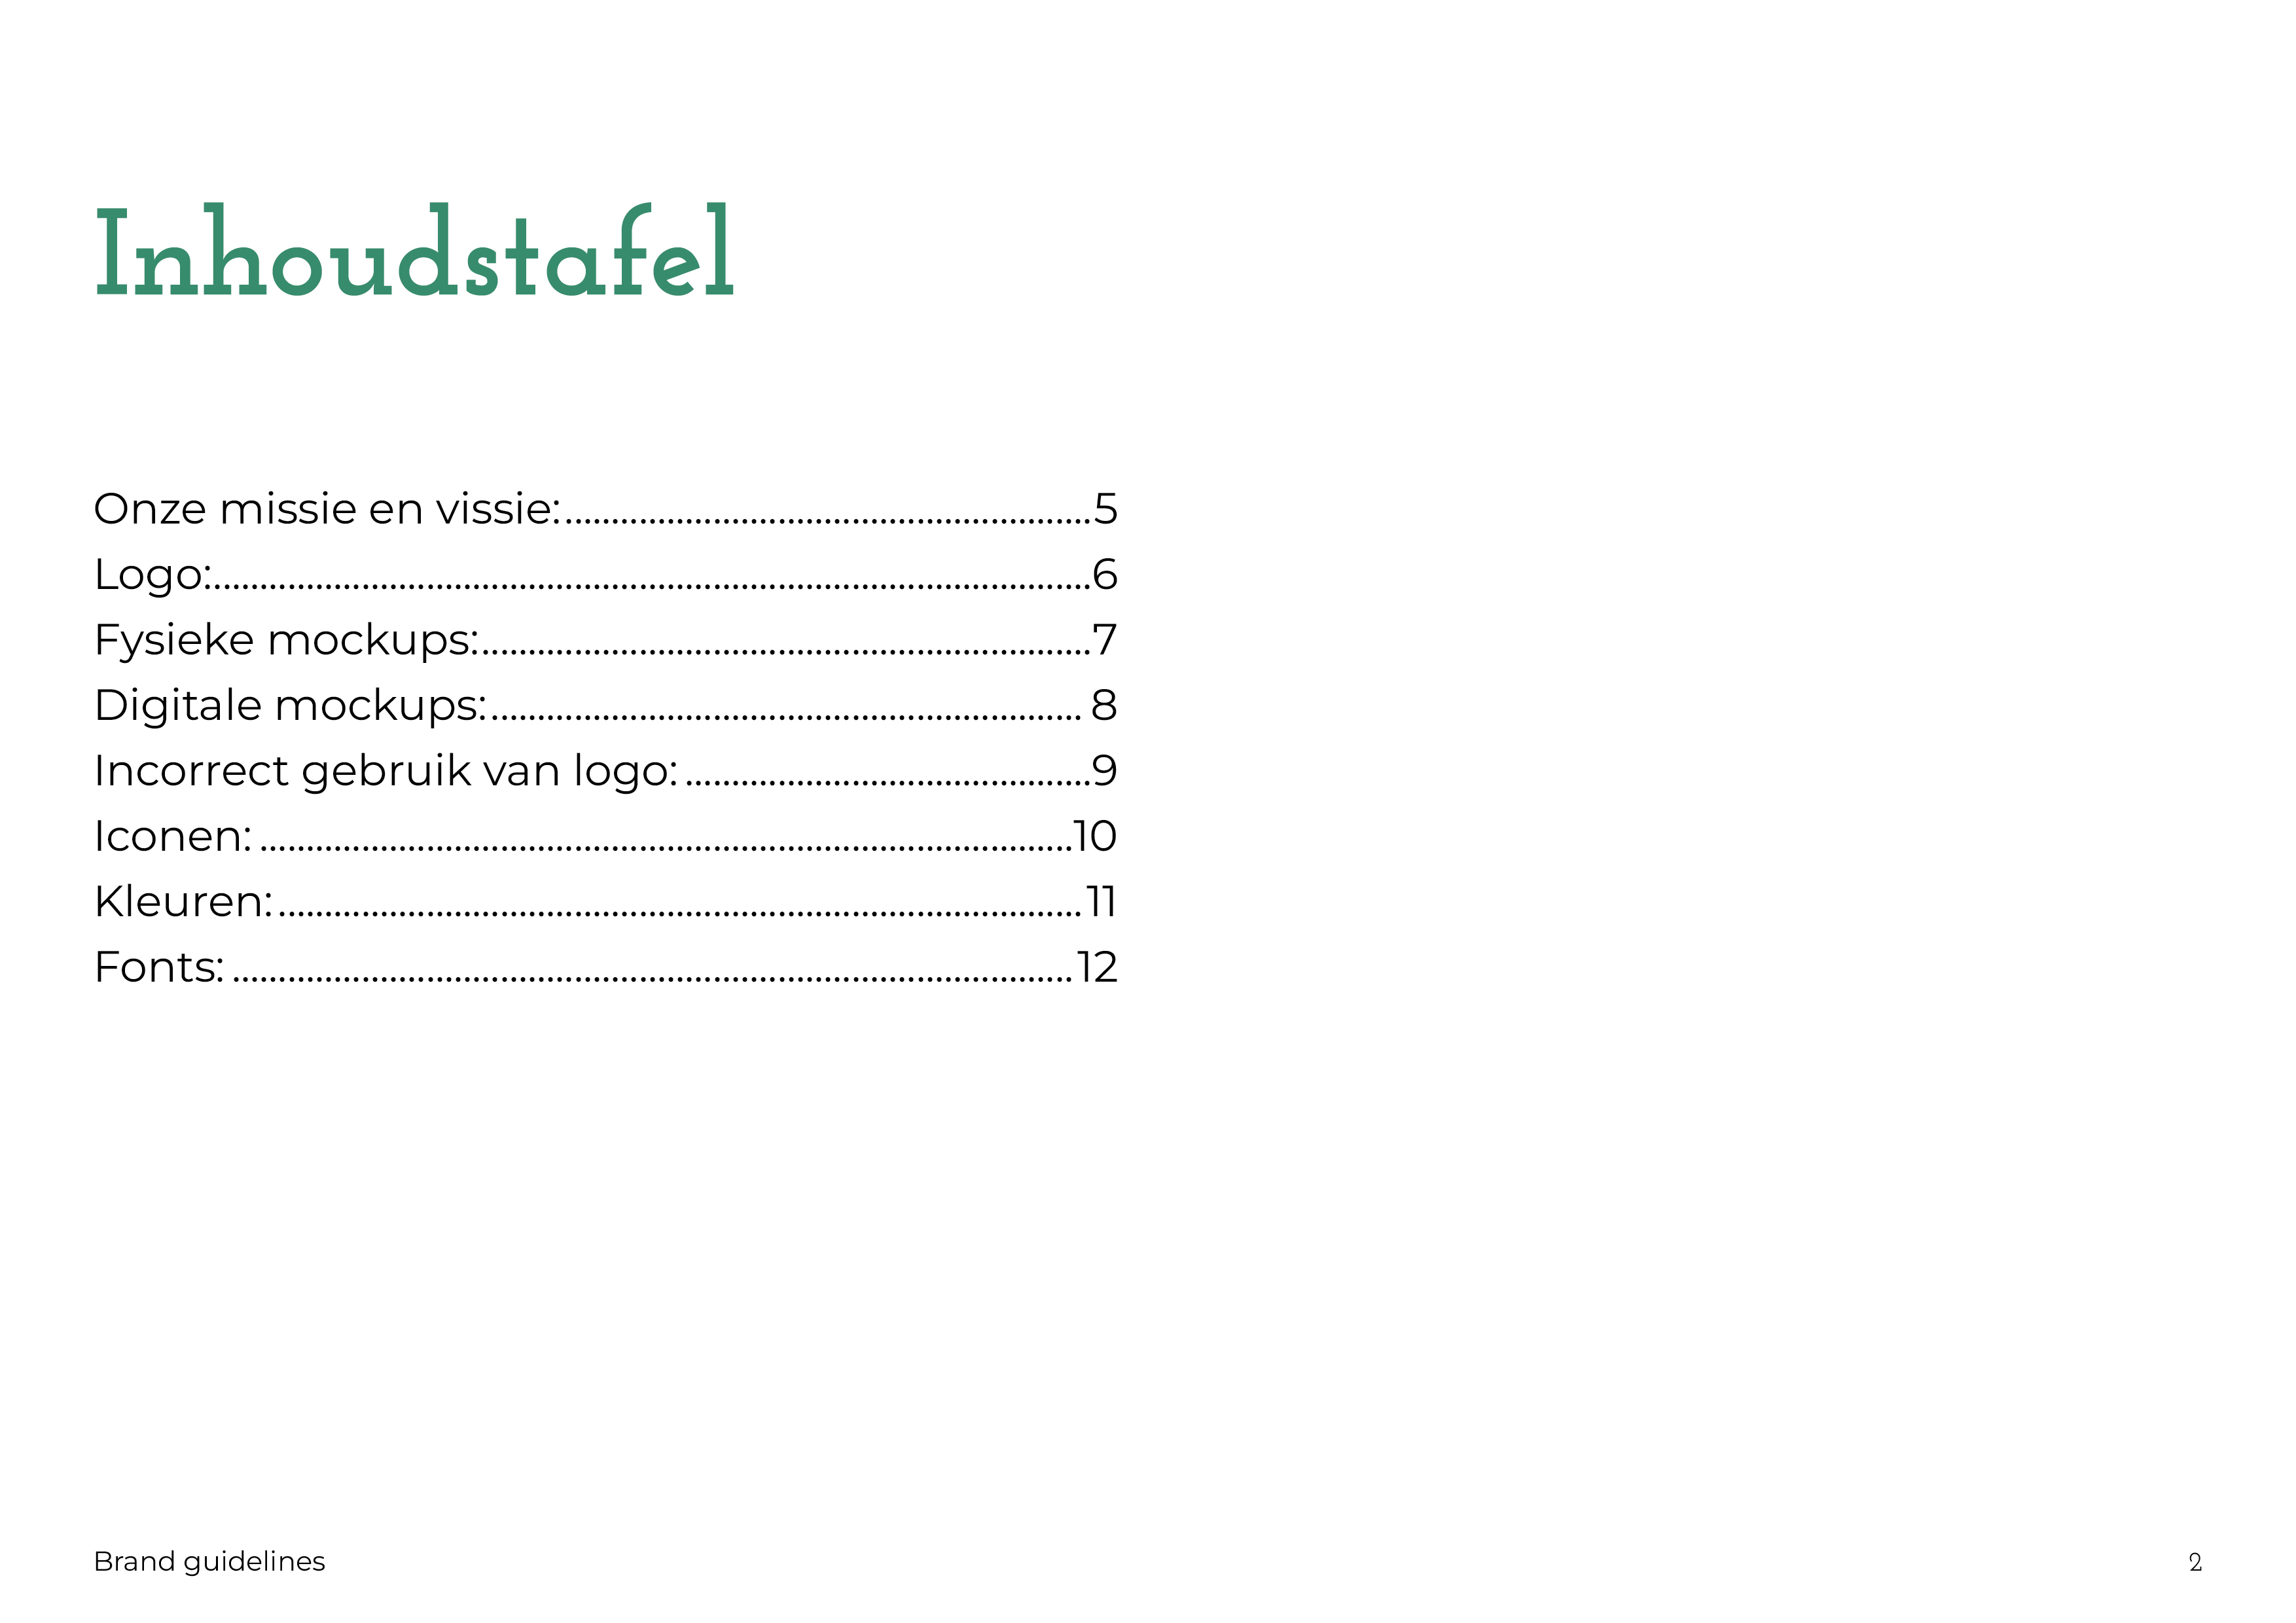 Inhoudstafel
Onze missie en vissie:.........................................................5
Logo:...............................................................................................6
Fysieke mockups:..................................................................7
Digitale mockups:................................................................ 8
Incorrect gebruik van logo: ............................................9
Iconen: ........................................................................................10
Kleuren: ....................................................................................... 11
Fonts: ........................................................................................... 12
Brand guidelines
2